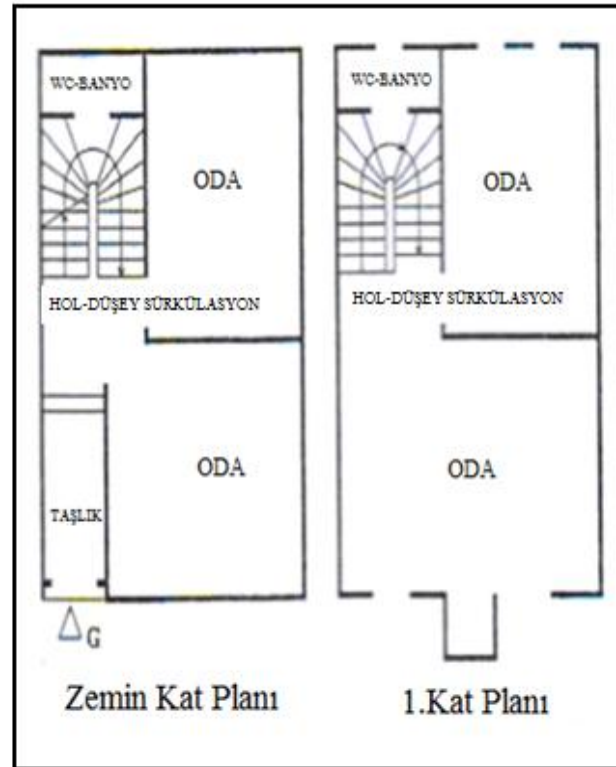 WC-BANYO
ODA
HOL-DÜŞEY SÜRKÜLASYON
ODA
TAŞLIK
G
Zemin Kat Planı
WC-BANYO
ODA
HOL-DÜŞEY SÜRKÜLASYON
ODA
1.Kat Planı